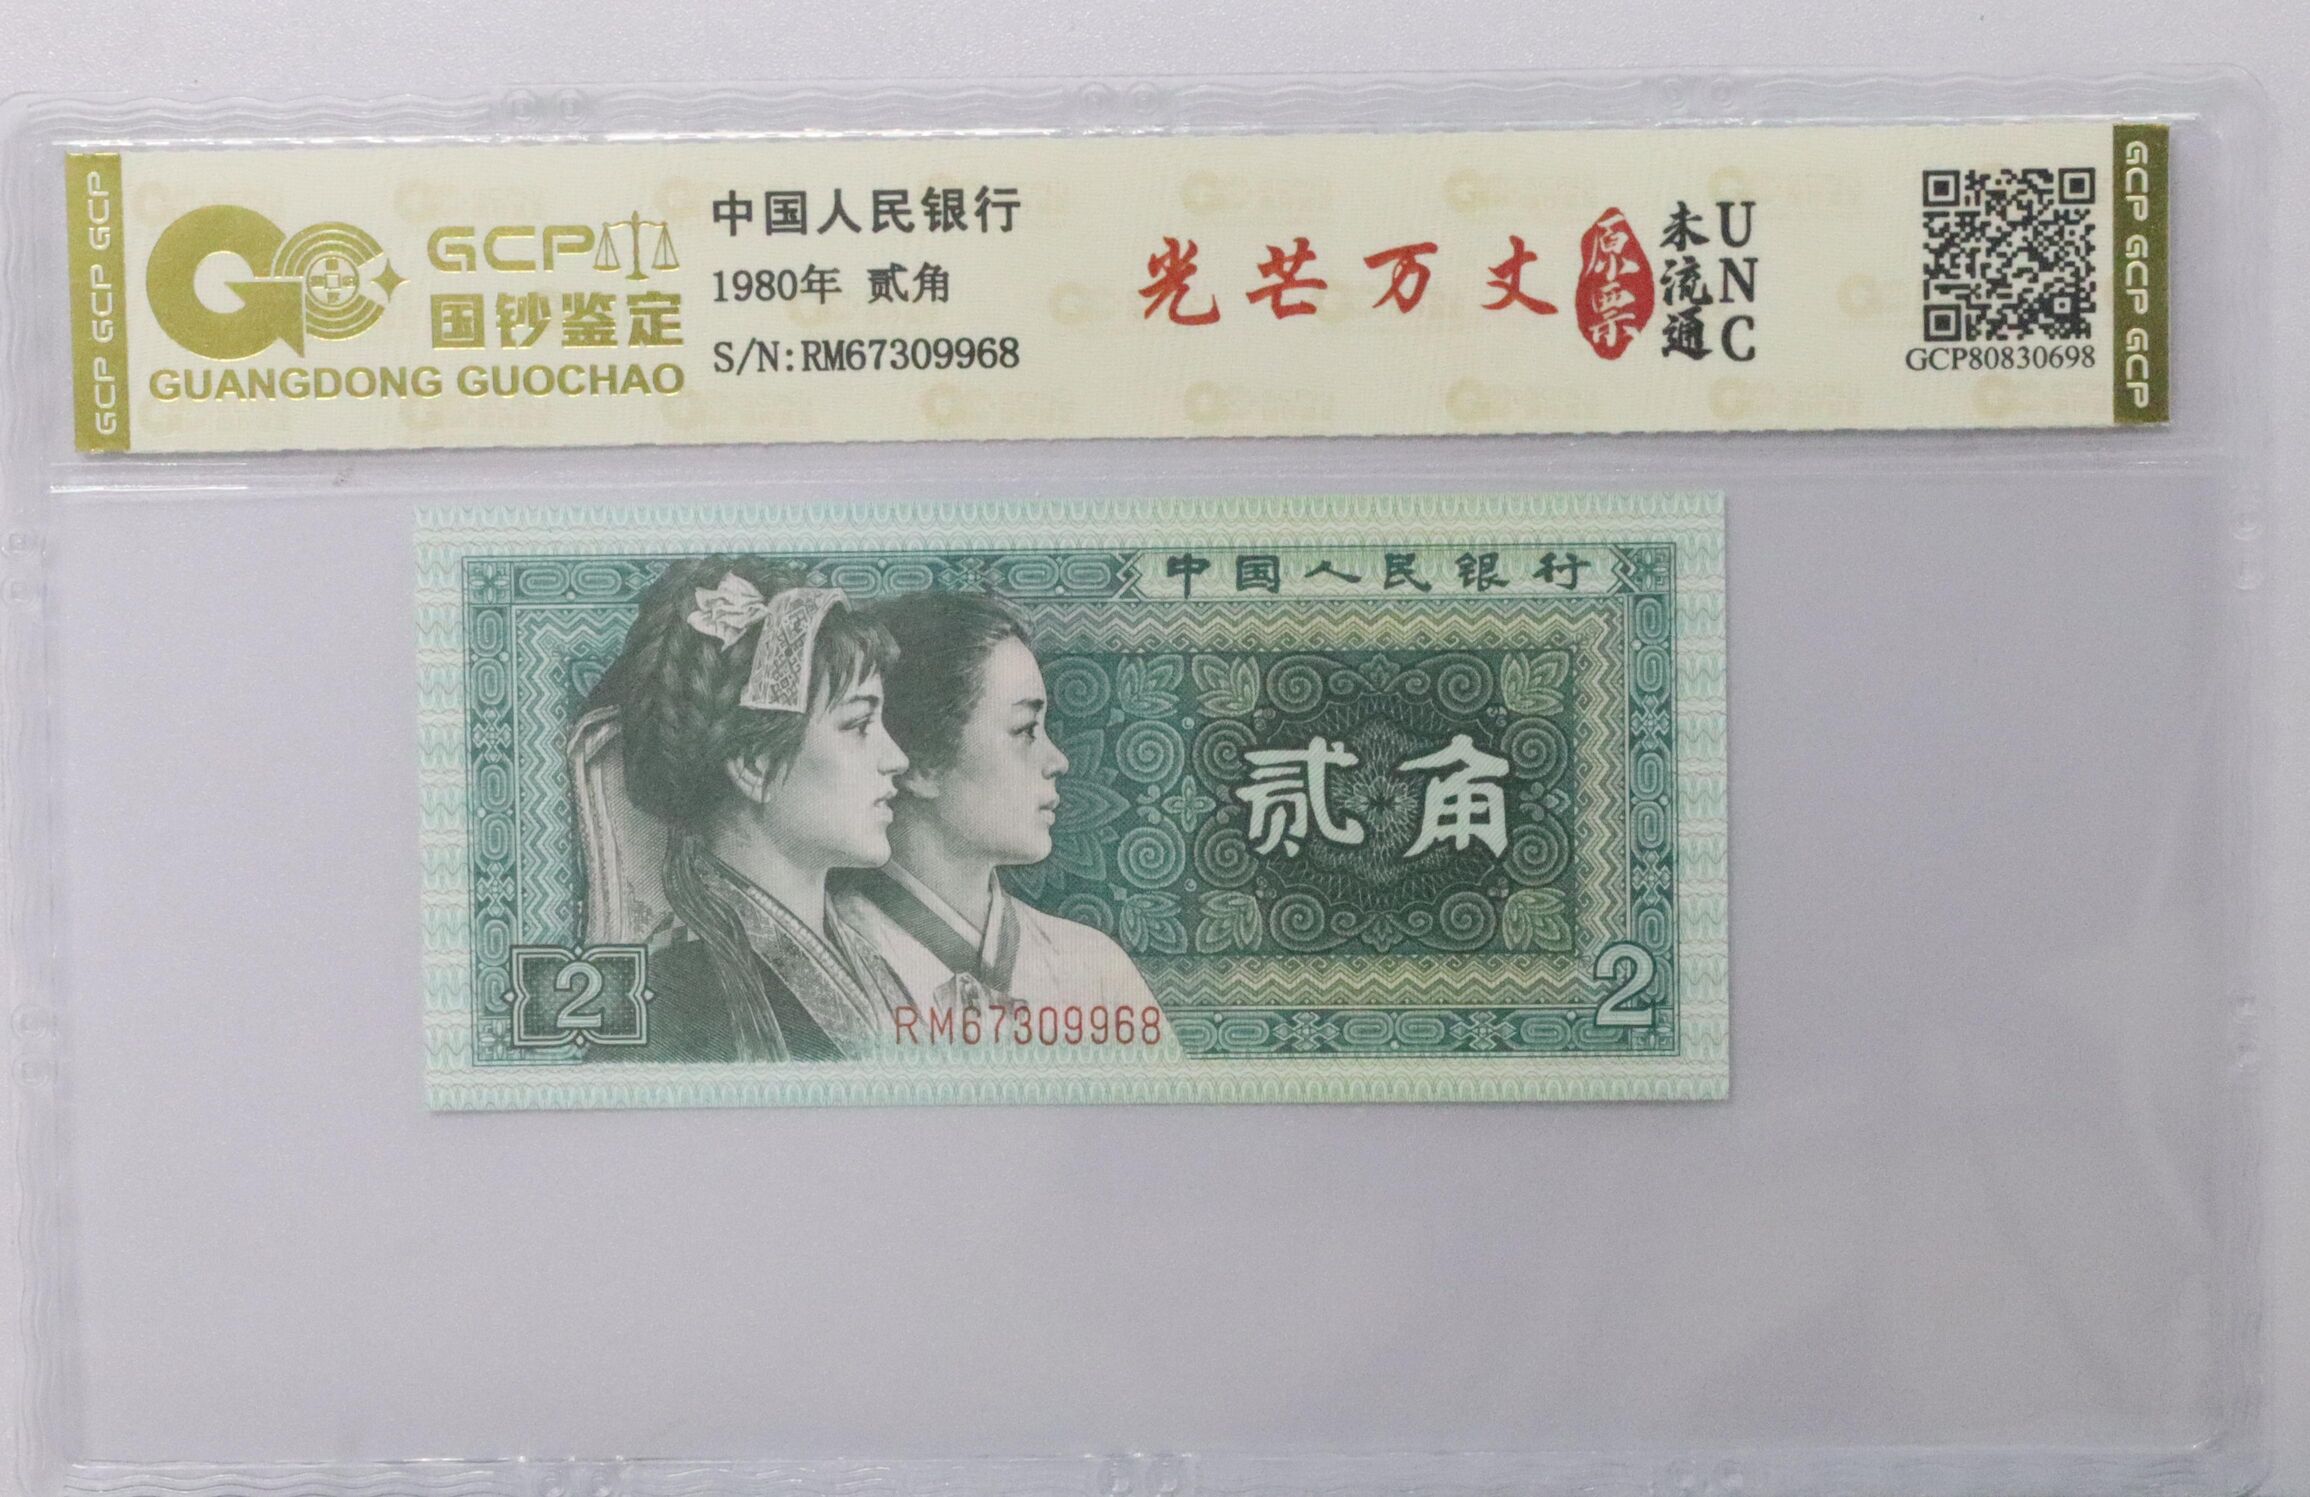 GCP GCP GCP
GCP
国钞鉴定
GUANGDONG GUOCHAO
中国人民银行
1980年 贰角
S/N:RM67309968
光芒万丈
原票
未流通
UNC
GCP80830698
GCP GCP GCP
中国人民银行
贰角
2
2
RM67309968